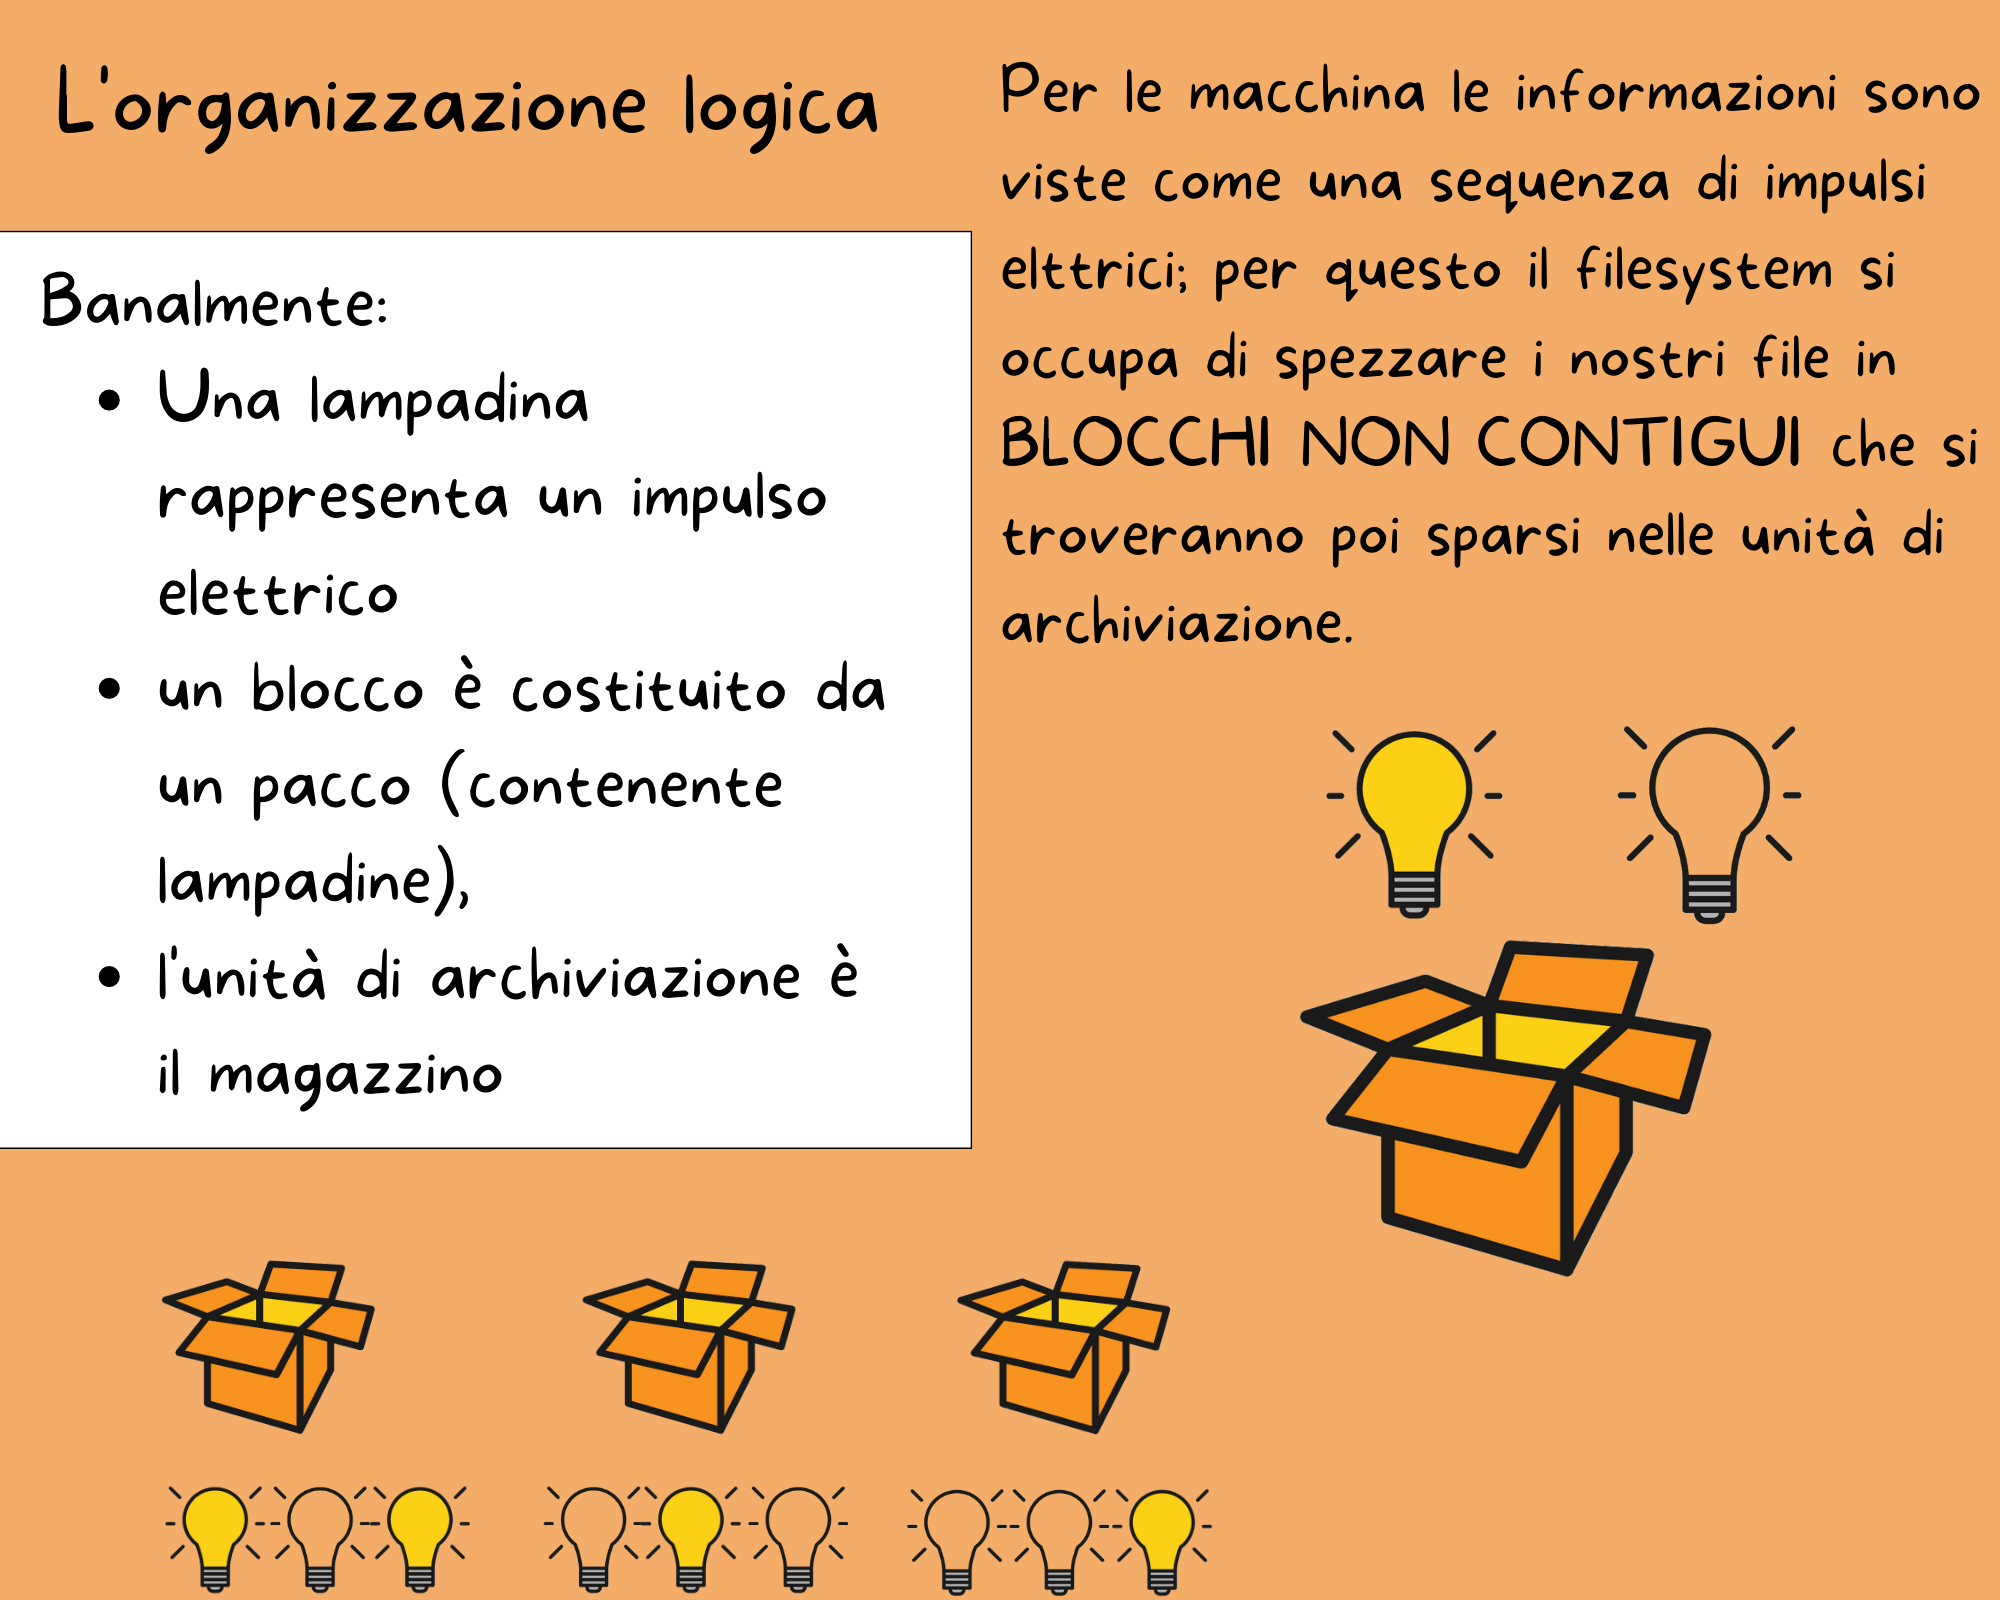 L'organizzazione logica
Banalmente:
• Una lampadina
rappresenta un impulso
elettrico
• un blocco è costituito da
un pacco (contenente
lampadine),
• l'unità di archiviazione è
il magazzino
Per le macchina le informazioni sono
viste come una sequenza di impulsi
elttrici; per questo il filesystem si
occupa di spezzare i nostri file in
BLOCCHI NON CONTIGUI che si
troveranno poi sparsi nelle unità di
archiviazione.